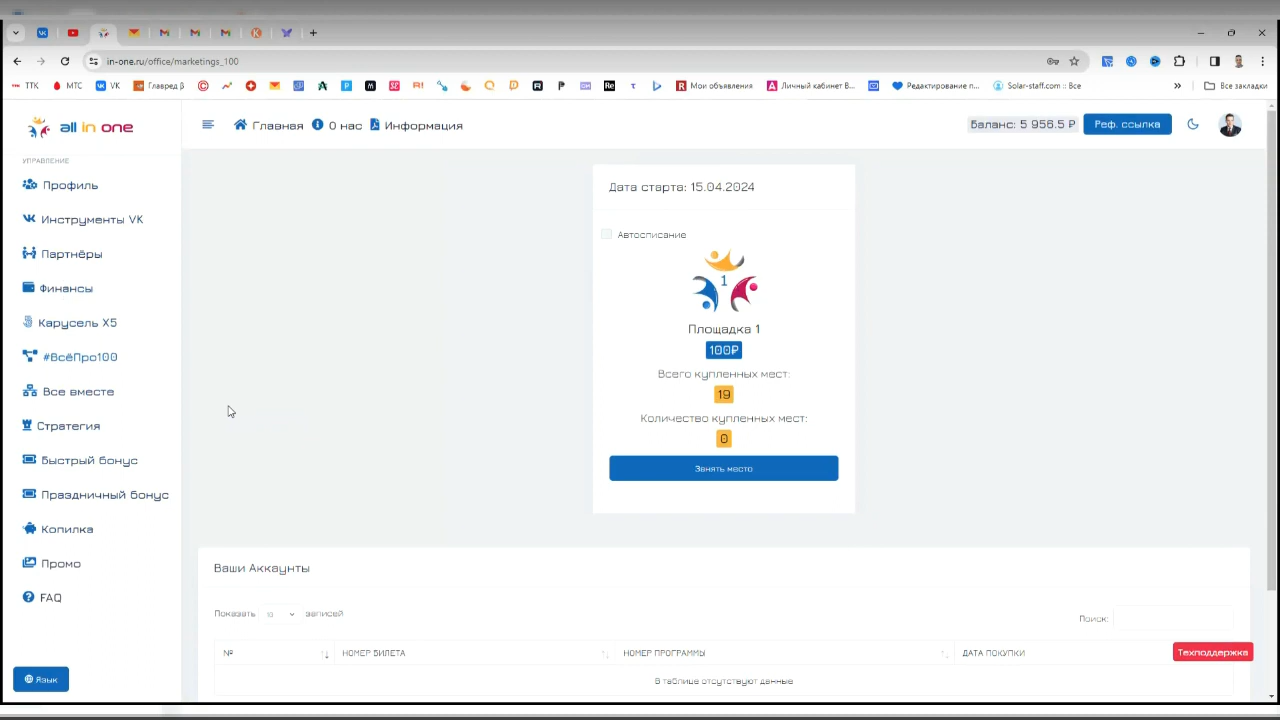 in-one.ru/office/marketings_100
ТТК
МТС
VK
Главред β
Мои объявления
Личный кабинет В...
Редактирование п...
Solar-staff.com :: Все
»
Все закладки
all in one
Главная
О нас
Информация
Баланс: 5 956.5 ₽
Реф. ссылка
УПРАВЛЕНИЕ
Профиль
Инструменты VK
Партнёры
Финансы
Карусель X5
#ВсёПро100
Все вместе
Стратегия
Быстрый бонус
Праздничный бонус
Копилка
Промо
FAQ
Язык
Дата старта: 15.04.2024
Автосписание
1
Площадка 1
100₽
Всего купленных мест:
19
Количество купленных мест:
0
Занять место
Ваши Аккаунты
Показать 10 записей
Поиск:
№ НОМЕР БИЛЕТА НОМЕР ПРОГРАММЫ ДАТА ПОКУПКИ
Техподдержка
В таблице отсутствуют данные